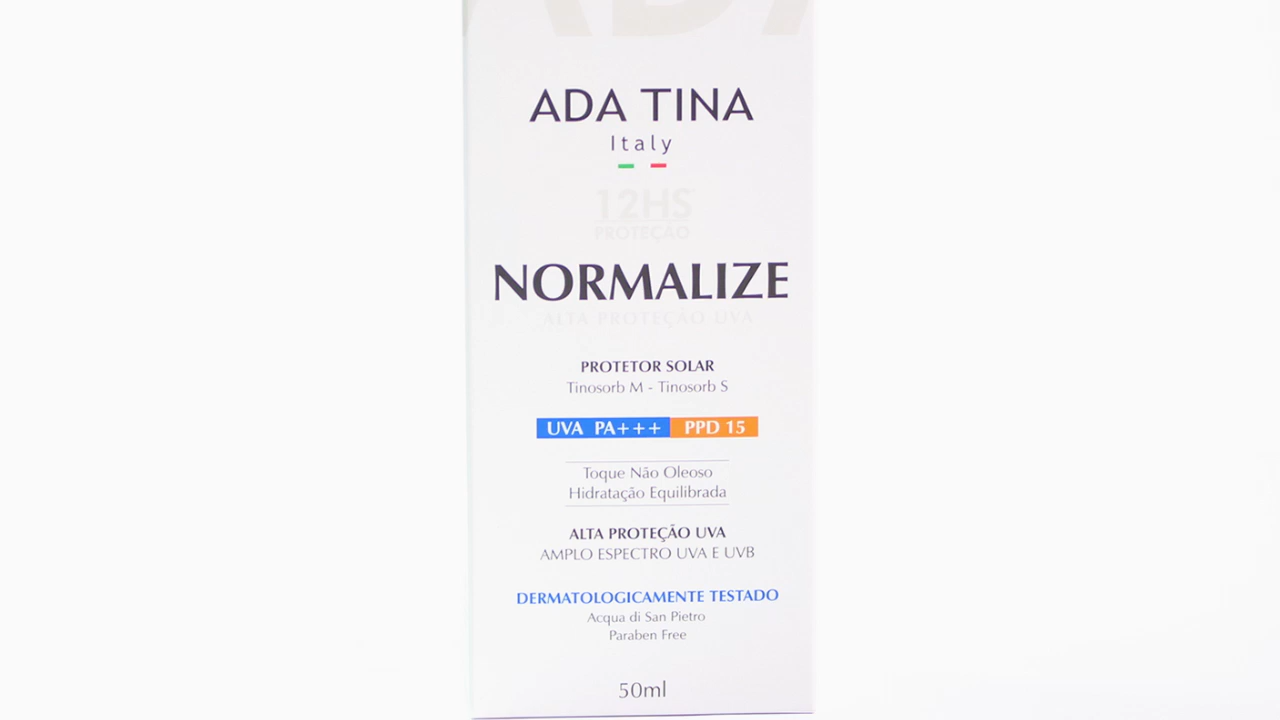 ADA TINA
Italy
12HS
PROTEÇÃO
NORMALIZE
ALTA PROTEÇÃO UVA
PROTETOR SOLAR
Tinosorb M - Tinosorb S
UVA PA+++ PPD 15
Toque Não Oleoso
Hidratação Equilibrada
ALTA PROTEÇÃO UVA
AMPLO ESPECTRO UVA E UVB
DERMATOLOGICAMENTE TESTADO
Acqua di San Pietro
Paraben Free
50ml